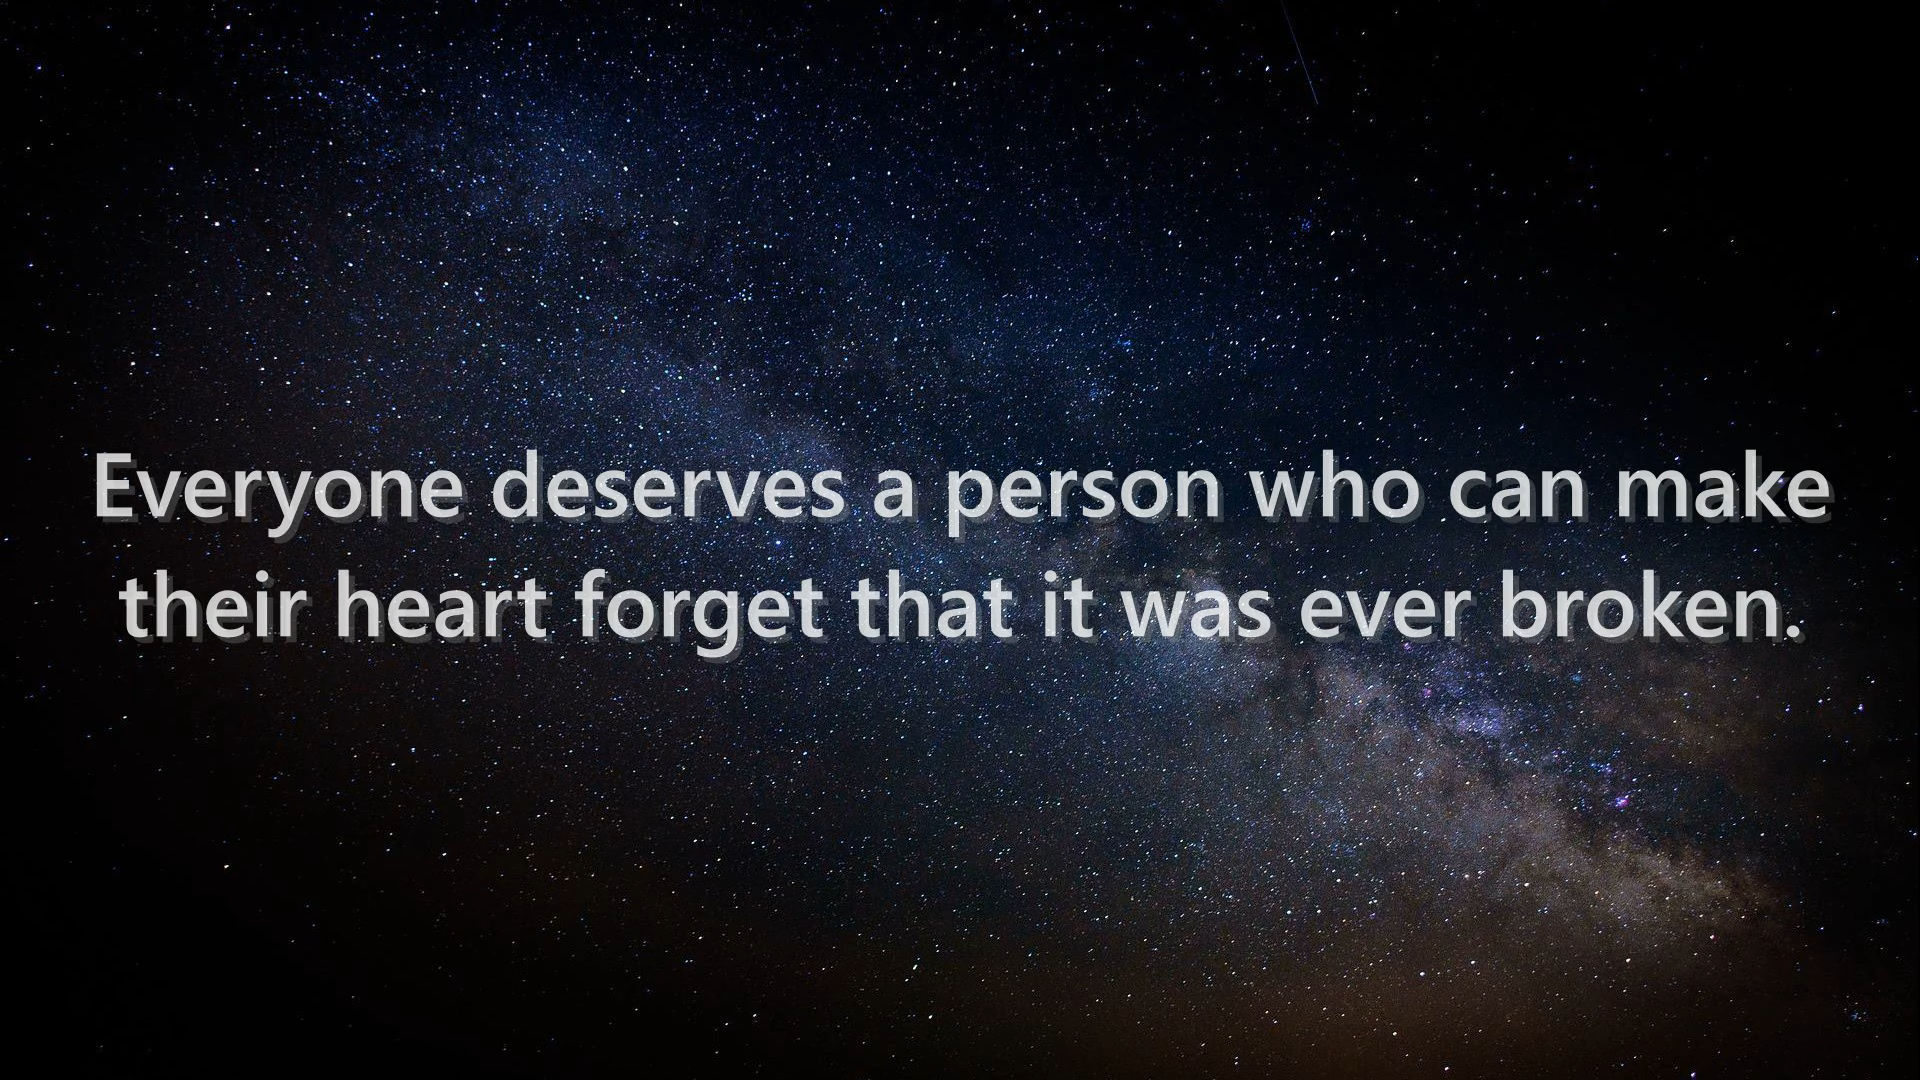 Everyone deserves a person who can make
their heart forget that it was ever broken.